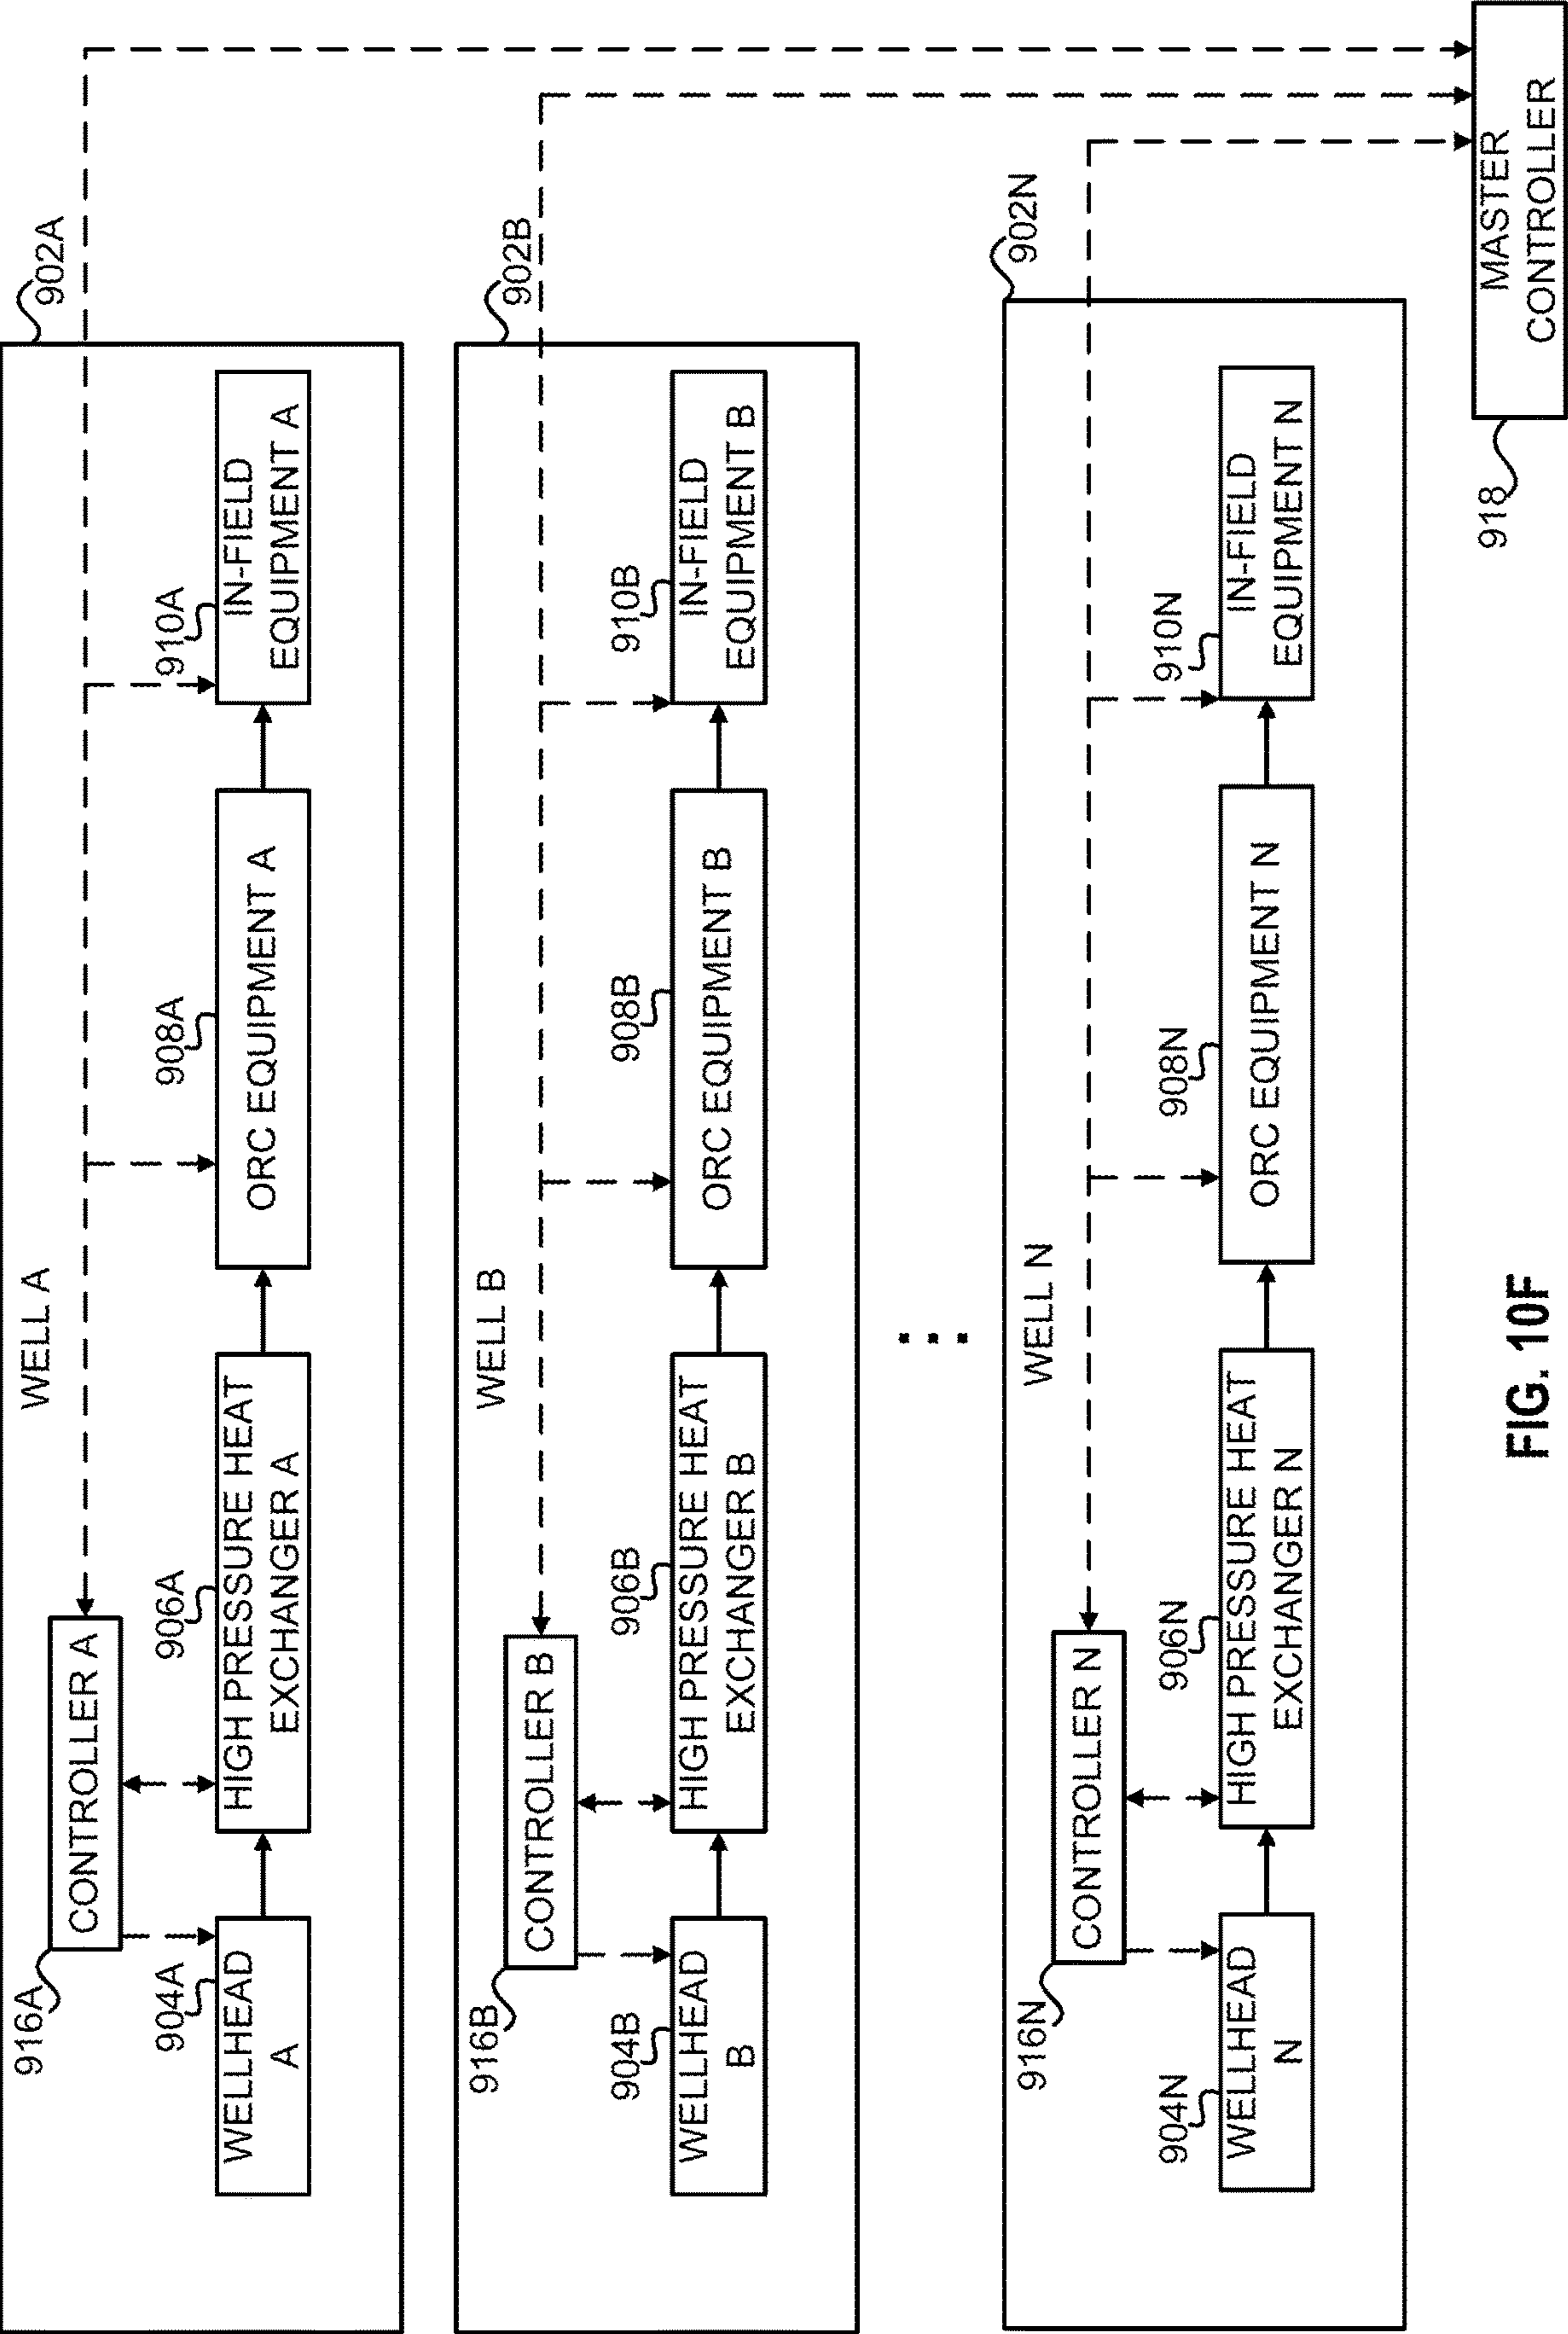 902A
WELL A
916A
CONTROLLER A
904A
906A
908A
910A
WELLHEAD
A
HIGH PRESSURE HEAT
EXCHANGER A
ORC EQUIPMENT A
IN-FIELD
EQUIPMENT A
902B
WELL B
916B
CONTROLLER B
904B
906B
908B
910B
WELLHEAD
B
HIGH PRESSURE HEAT
EXCHANGER B
ORC EQUIPMENT B
IN-FIELD
EQUIPMENT B
902N
WELL N
916N
CONTROLLER N
904N
906N
908N
910N
WELLHEAD
N
HIGH PRESSURE HEAT
EXCHANGER N
ORC EQUIPMENT N
IN-FIELD
EQUIPMENT N
918
MASTER
CONTROLLER
FIG. 10F